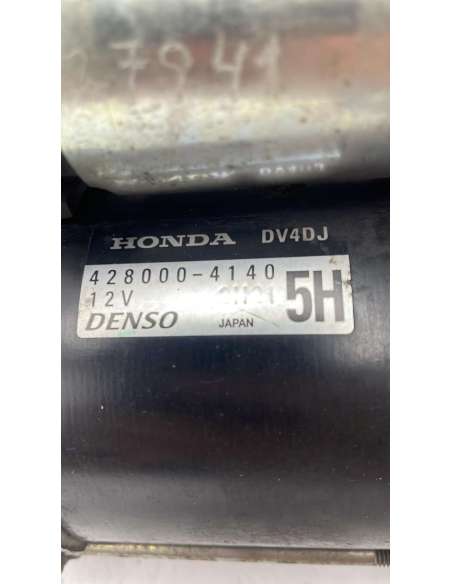 7941
HONDA DV4DJ
428000-4140
12V 5H
DENSO JAPAN